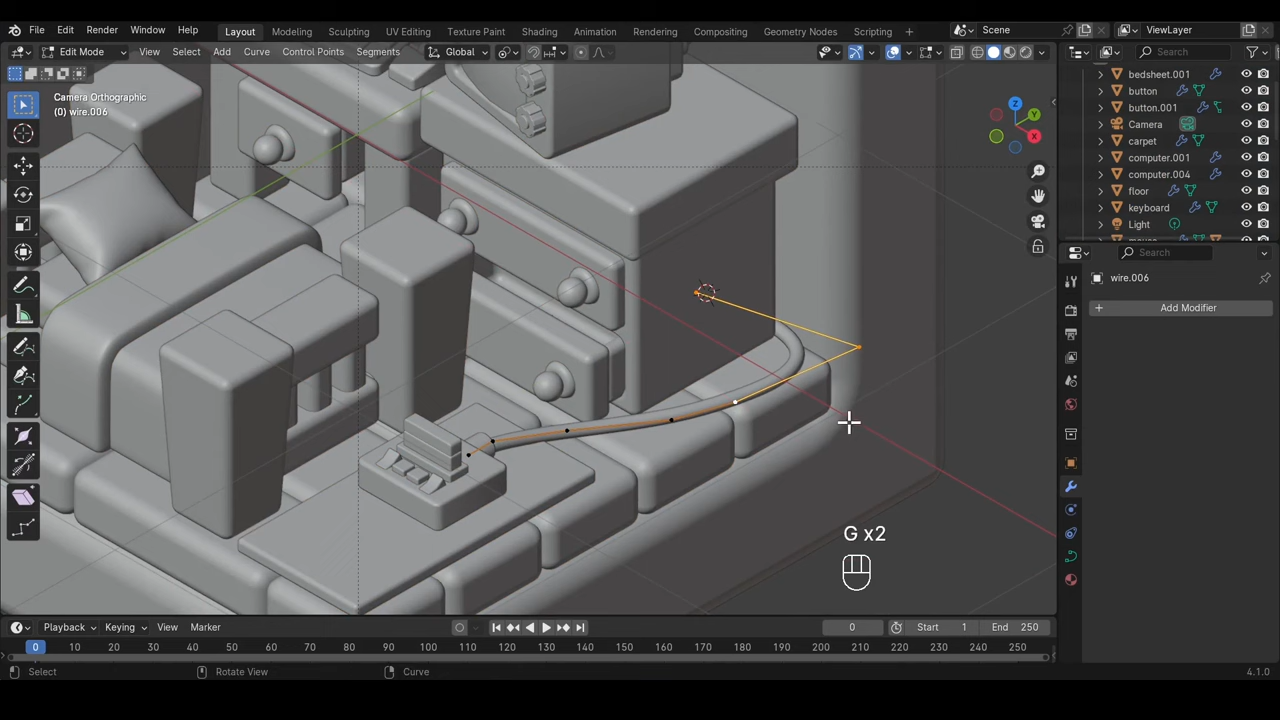 File Edit Render Window Help Layout Modeling Sculpting UV Editing Texture Paint Shading Animation Rendering Compositing Geometry Nodes Scripting Scene ViewLayer
Edit Mode View Select Add Curve Control Points Segments Global Search
Camera Orthographic
(0) wire.006
Z
Y
X
bedsheet.001
button
button.001
Camera
carpet
computer.001
computer.004
floor
keyboard
Light
Search
wire.006
Add Modifier
G x2
Playback Keying View Marker 0 Start 1 End 250
0 10 20 30 40 50 60 70 80 90 100 110 120 130 140 150 160 170 180 190 200 210 220 230 240 250
Select Rotate View Curve 4.1.0